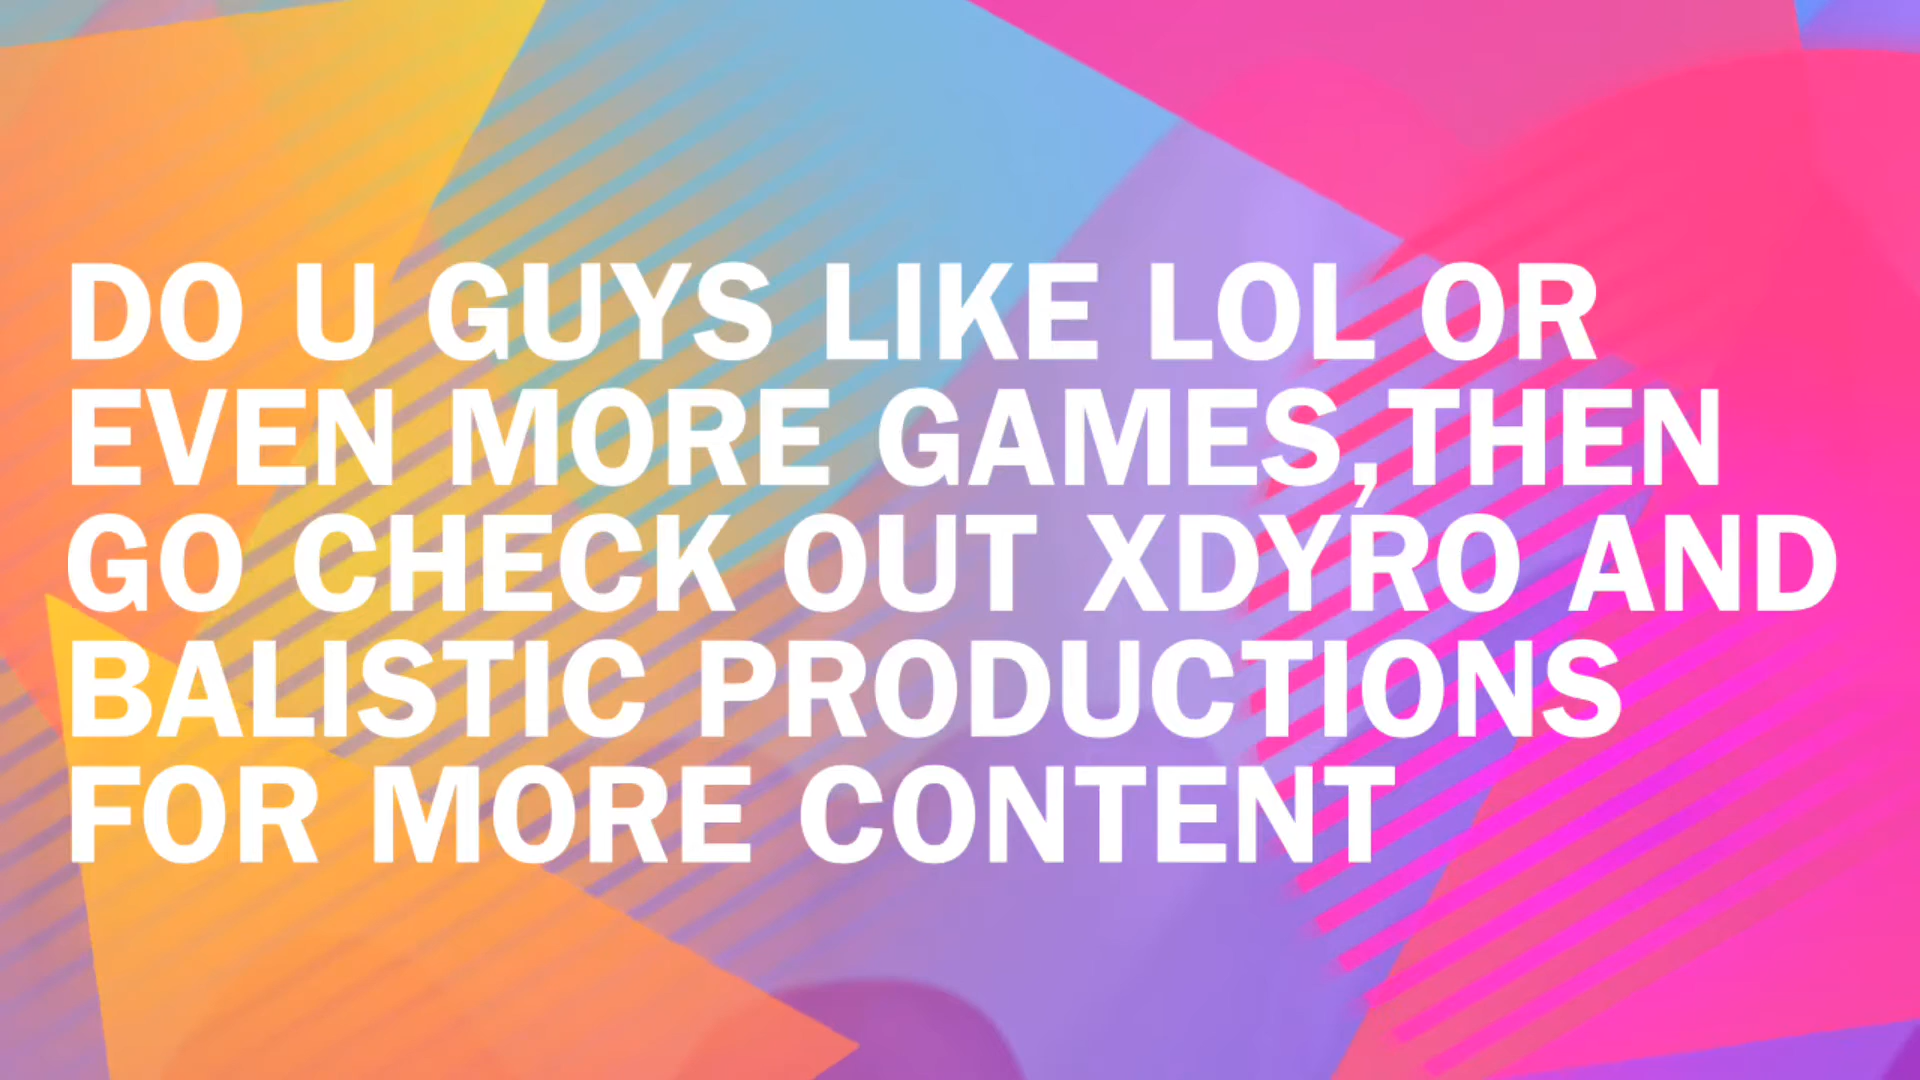 DO U GUYS LIKE LOL OR
EVEN MORE GAMES,THEN
GO CHECK OUT XDYRO AND
BALISTIC PRODUCTIONS
FOR MORE CONTENT